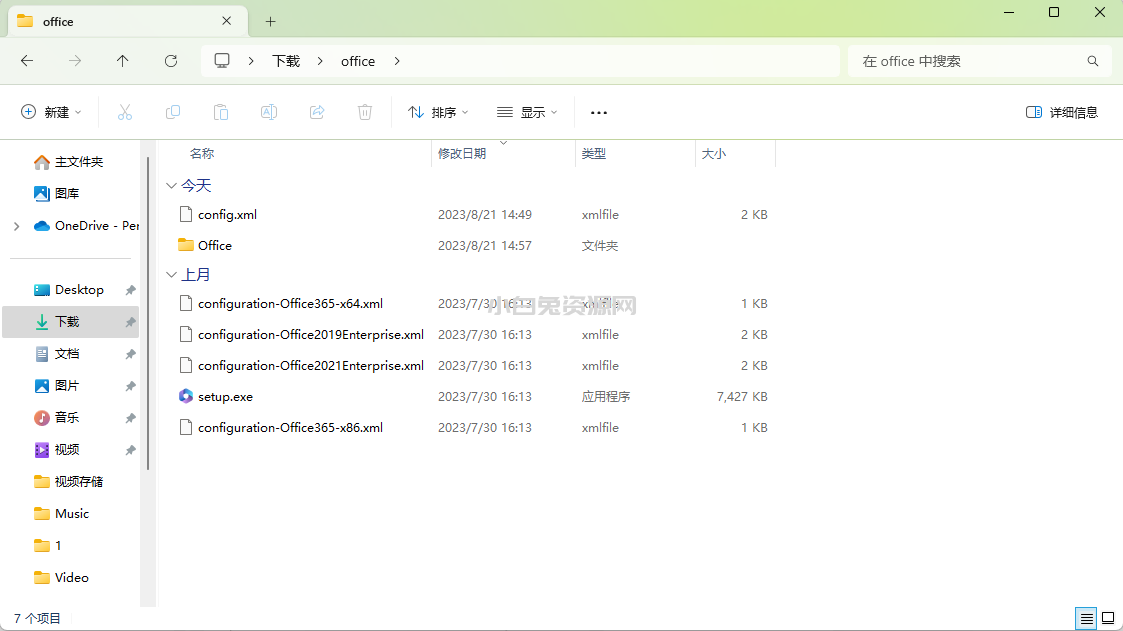 office
下载 office
在 office 中搜索
新建 排序 显示 详细信息
名称 修改日期 类型 大小
今天
config.xml 2023/8/21 14:49 xmlfile 2 KB
Office 2023/8/21 14:57 文件夹
上月
configuration-Office365-x64.xml 2023/7/30 16:13 xmlfile 1 KB
小白兔资源网
configuration-Office2019Enterprise.xml 2023/7/30 16:13 xmlfile 2 KB
configuration-Office2021Enterprise.xml 2023/7/30 16:13 xmlfile 2 KB
setup.exe 2023/7/30 16:13 应用程序 7,427 KB
configuration-Office365-x86.xml 2023/7/30 16:13 xmlfile 1 KB
主文件夹
图库
OneDrive - Per
Desktop
下载
文档
图片
音乐
视频
视频存储
Music
1
Video
7 个项目